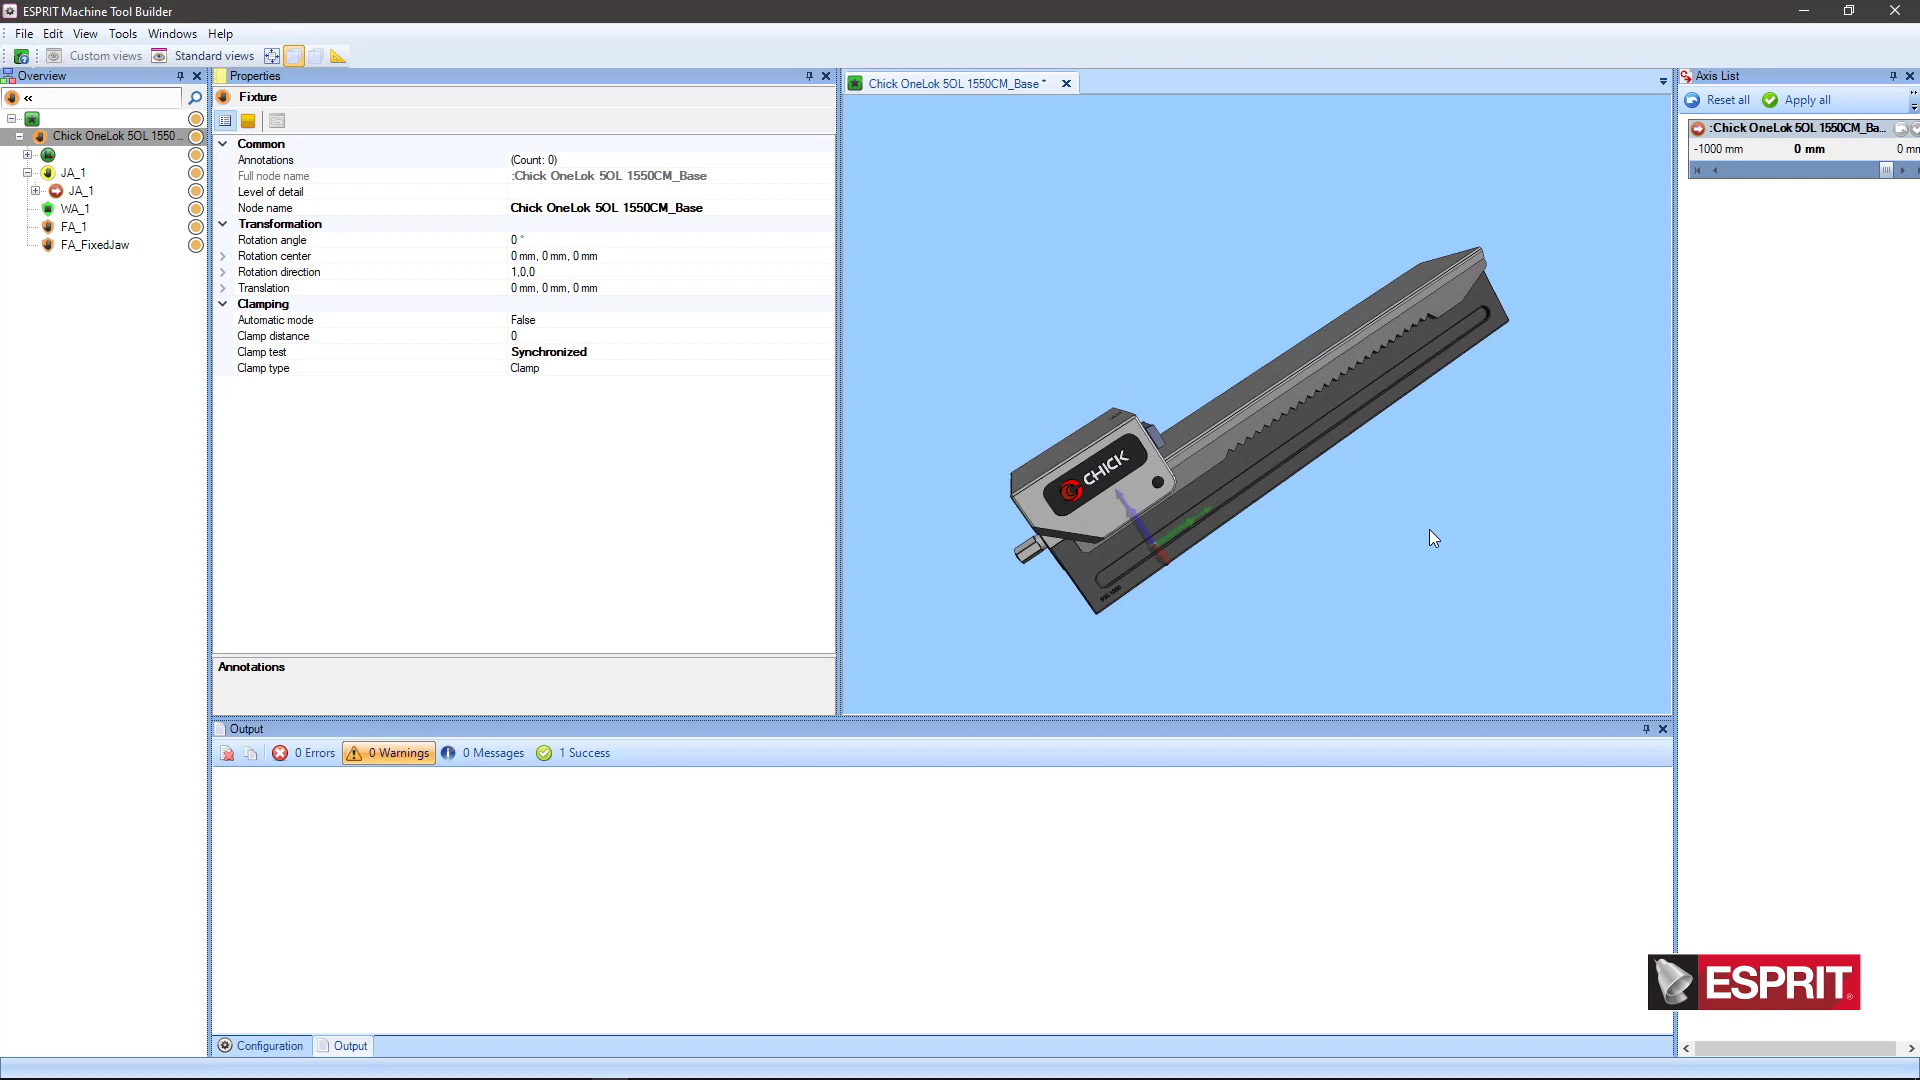 ESPRIT Machine Tool Builder
File Edit View Tools Windows Help
Custom views Standard views
Overview
«
Chick OneLok 5OL 1550...
JA_1
JA_1
WA_1
FA_1
FA_FixedJaw
Properties
Fixture
Common
Annotations (Count: 0)
Full node name :Chick OneLok 5OL 1550CM_Base
Level of detail
Node name Chick OneLok 5OL 1550CM_Base
Transformation
Rotation angle 0 °
Rotation center 0 mm, 0 mm, 0 mm
Rotation direction 1,0,0
Translation 0 mm, 0 mm, 0 mm
Clamping
Automatic mode False
Clamp distance 0
Clamp test Synchronized
Clamp type Clamp
Annotations
Chick OneLok 5OL 1550CM_Base *
CHICK
Axis List
Reset all Apply all
:Chick OneLok 5OL 1550CM_Ba...
-1000 mm 0 mm 0 mm
Output
0 Errors 0 Warnings 0 Messages 1 Success
Configuration Output
ESPRIT